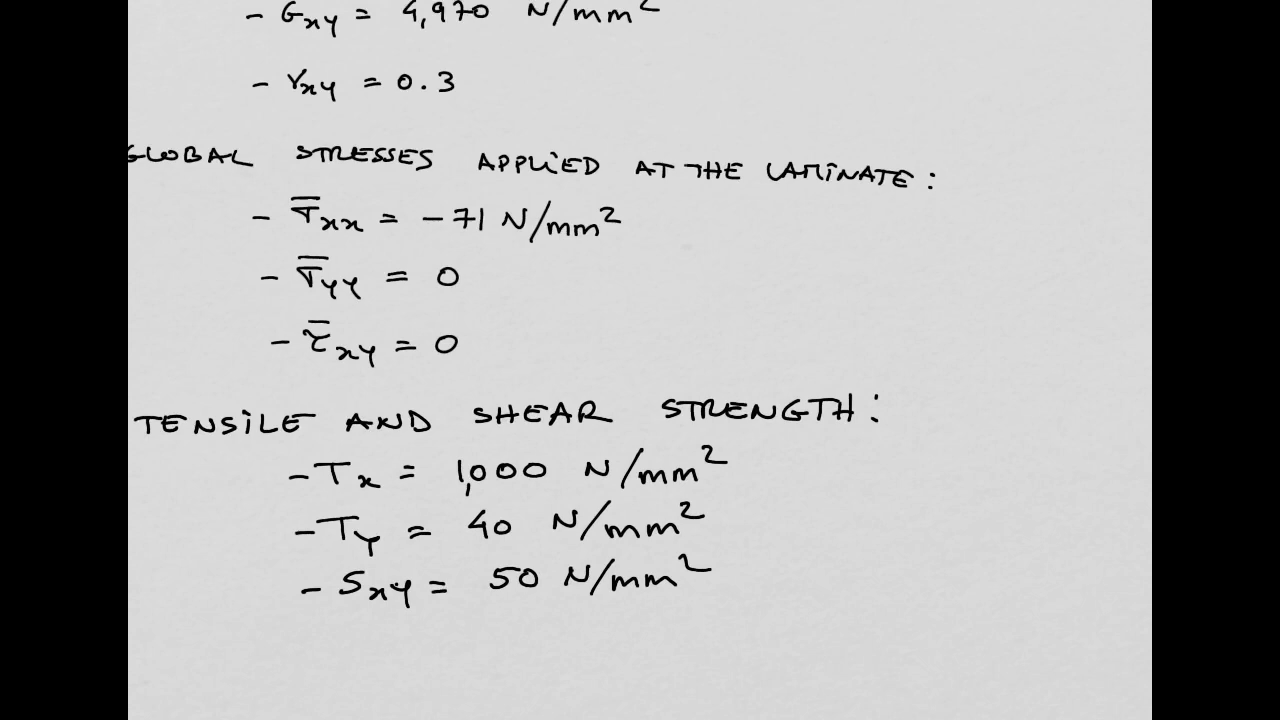 - Gxy = 4,970 N/mm²
- νxy = 0.3
GLOBAL STRESSES APPLIED AT THE LAMINATE:
- σ̅xx = -71 N/mm²
- σ̅yy = 0
- τ̅xy = 0
TENSILE AND SHEAR STRENGTH:
- Tx = 1,000 N/mm²
- Ty = 40 N/mm²
- Sxy = 50 N/mm²